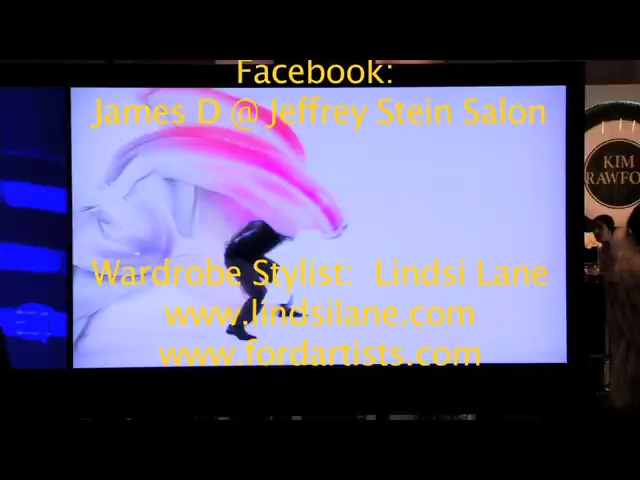 Facebook:
James D @ Jeffrey Stein Salon
KIM
RAWFO
Wardrobe Stylist: Lindsi Lane
www.lindsilane.com
www.fordartists.com